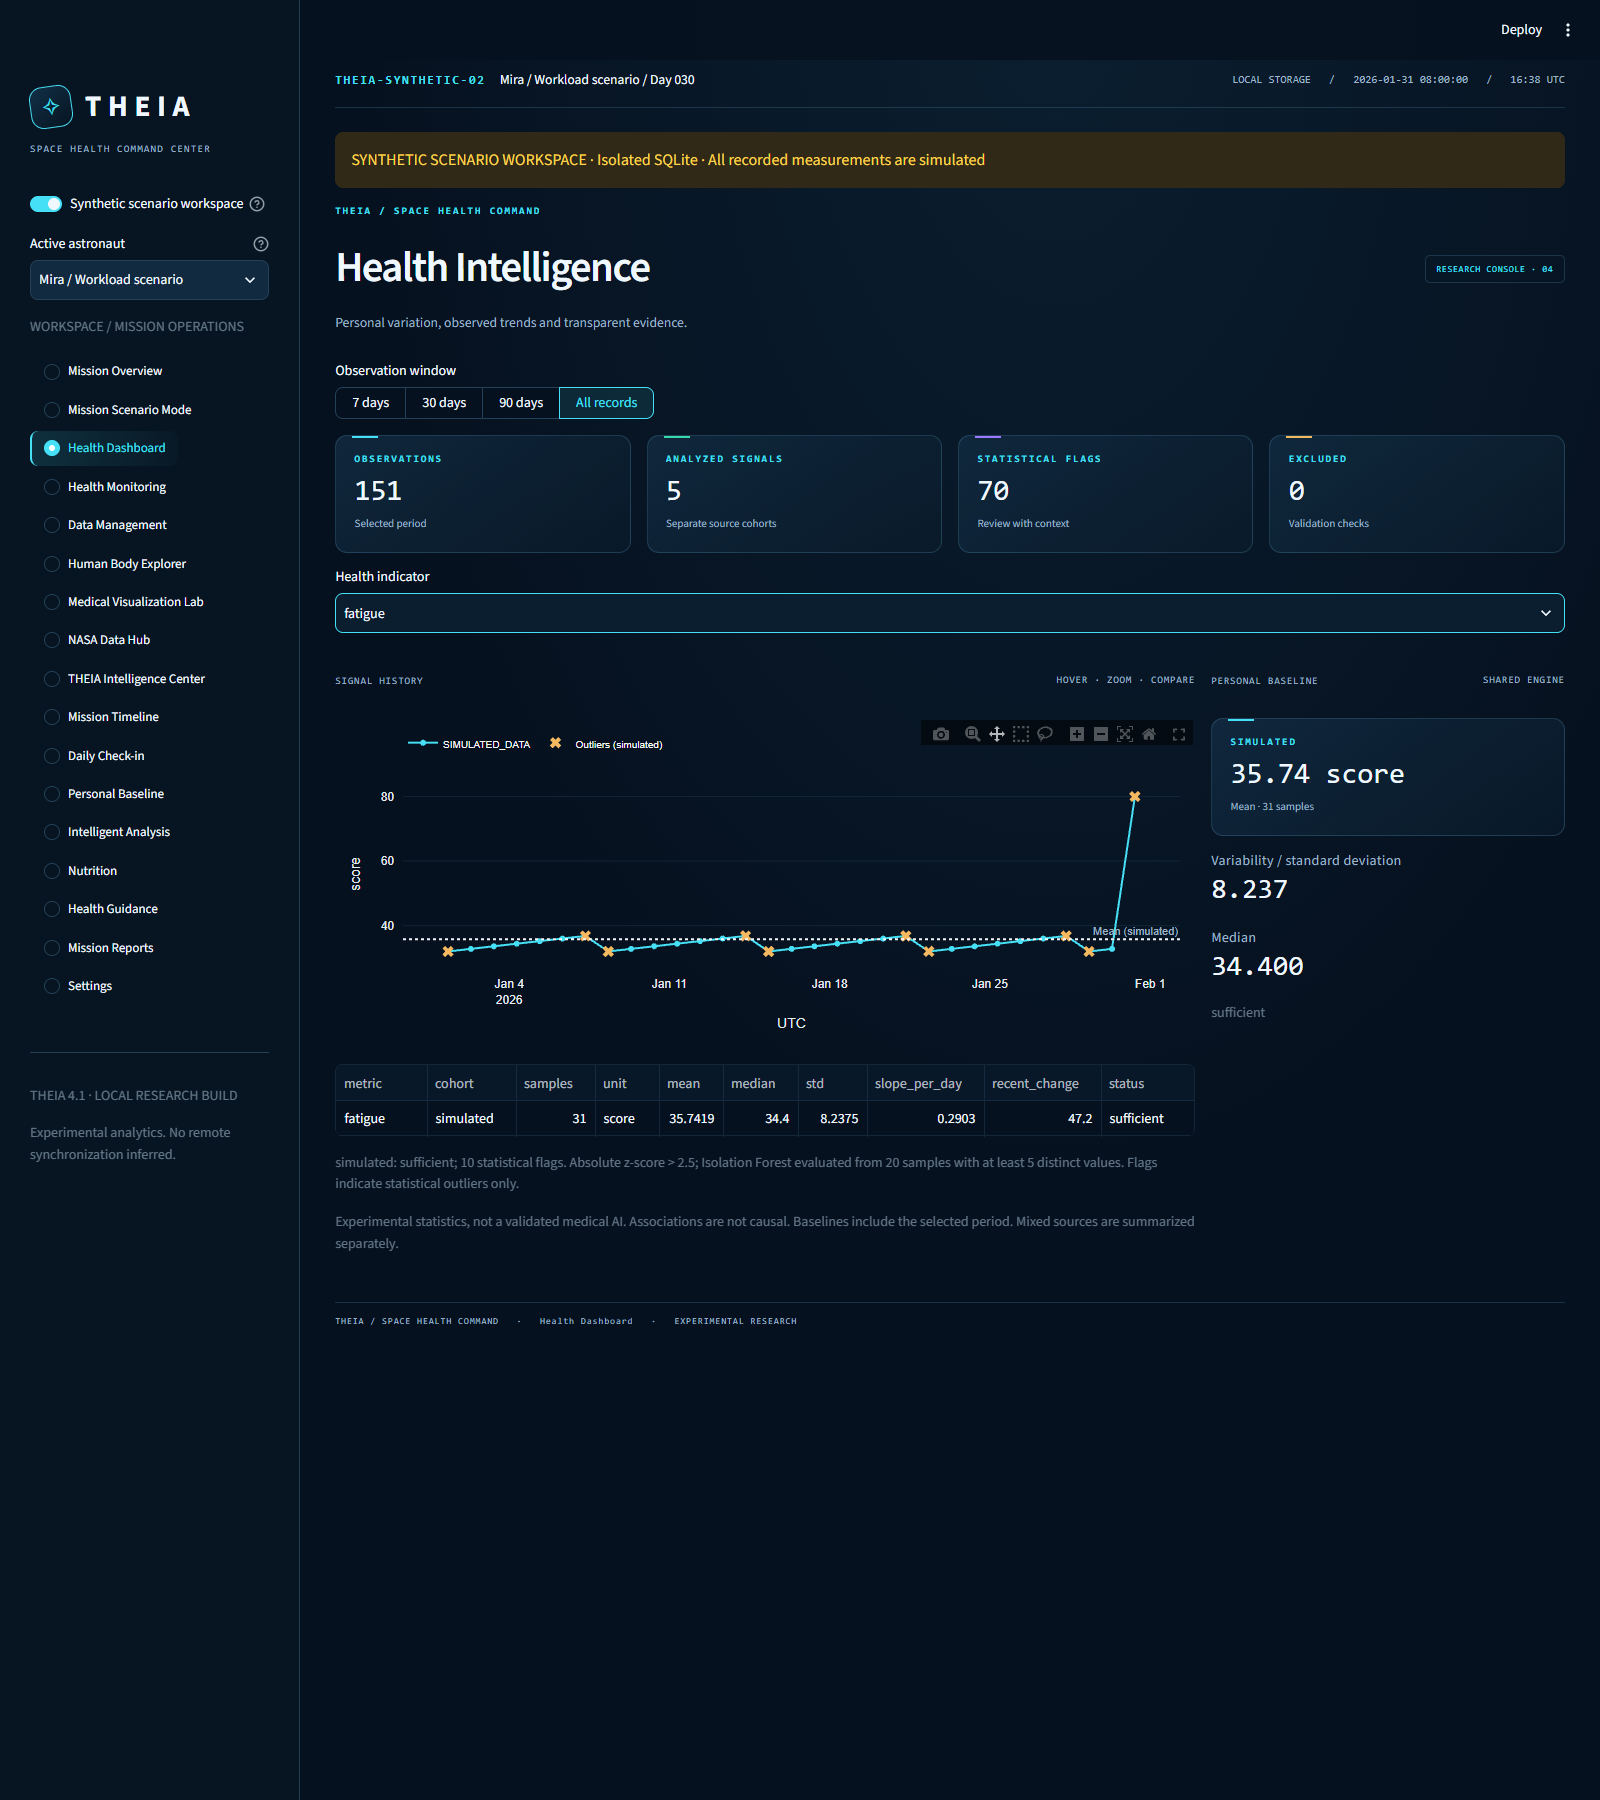 Deploy
THEIA
SPACE HEALTH COMMAND CENTER
Synthetic scenario workspace
Active astronaut
Mira / Workload scenario
WORKSPACE / MISSION OPERATIONS
Mission Overview
Mission Scenario Mode
Health Dashboard
Health Monitoring
Data Management
Human Body Explorer
Medical Visualization Lab
NASA Data Hub
THEIA Intelligence Center
Mission Timeline
Daily Check-in
Personal Baseline
Intelligent Analysis
Nutrition
Health Guidance
Mission Reports
Settings
THEIA 4.1 · LOCAL RESEARCH BUILD
Experimental analytics. No remote
synchronization inferred.
THEIA-SYNTHETIC-02 Mira / Workload scenario / Day 030
LOCAL STORAGE / 2026-01-31 08:00:00 / 16:38 UTC
SYNTHETIC SCENARIO WORKSPACE · Isolated SQLite · All recorded measurements are simulated
THEIA / SPACE HEALTH COMMAND
Health Intelligence
RESEARCH CONSOLE · 04
Personal variation, observed trends and transparent evidence.
Observation window
7 days 30 days 90 days All records
OBSERVATIONS
151
Selected period
ANALYZED SIGNALS
5
Separate source cohorts
STATISTICAL FLAGS
70
Review with context
EXCLUDED
0
Validation checks
Health indicator
fatigue
SIGNAL HISTORY
HOVER · ZOOM · COMPARE
SIMULATED_DATA Outliers (simulated)
80
60
40
score
Mean (simulated)
Jan 4 Jan 11 Jan 18 Jan 25 Feb 1
2026
UTC
PERSONAL BASELINE
SHARED ENGINE
SIMULATED
35.74 score
Mean · 31 samples
Variability / standard deviation
8.237
Median
34.400
sufficient
metric cohort samples unit mean median std slope_per_day recent_change status
fatigue simulated 31 score 35.7419 34.4 8.2375 0.2903 47.2 sufficient
simulated: sufficient; 10 statistical flags. Absolute z-score > 2.5; Isolation Forest evaluated from 20 samples with at least 5 distinct values. Flags
indicate statistical outliers only.
Experimental statistics, not a validated medical AI. Associations are not causal. Baselines include the selected period. Mixed sources are summarized
separately.
THEIA / SPACE HEALTH COMMAND · Health Dashboard · EXPERIMENTAL RESEARCH